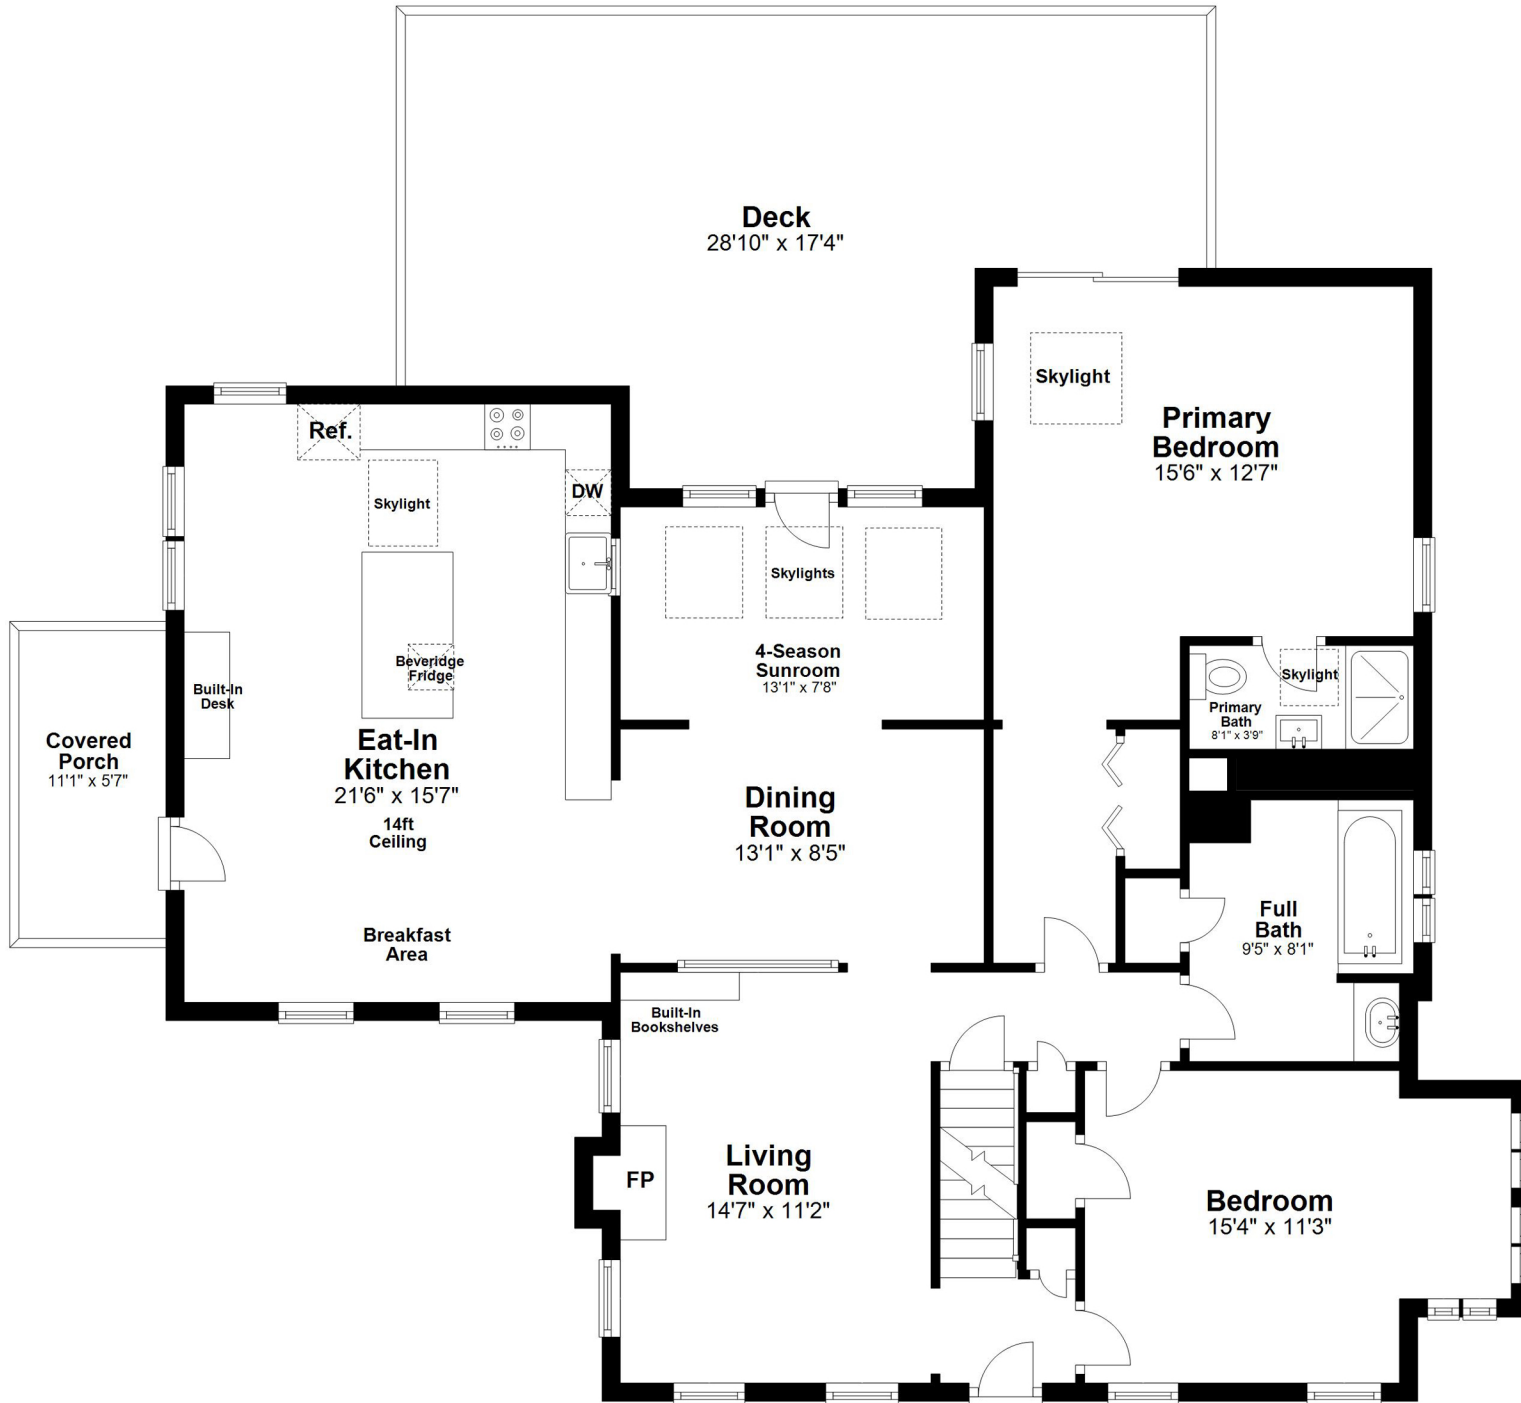 Deck
28'10" x 17'4"
Skylight
Primary
Bedroom
15'6" x 12'7"
Ref.
DW
Skylight
Skylights
4-Season
Sunroom
13'1" x 7'8"
Beveridge
Fridge
Built-In
Desk
Skylight
Primary
Bath
8'1" x 3'9"
Covered
Porch
11'1" x 5'7"
Eat-In
Kitchen
21'6" x 15'7"
14ft
Ceiling
Dining
Room
13'1" x 8'5"
Breakfast
Area
Full
Bath
9'5" x 8'1"
Built-In
Bookshelves
Living
Room
14'7" x 11'2"
FP
Bedroom
15'4" x 11'3"